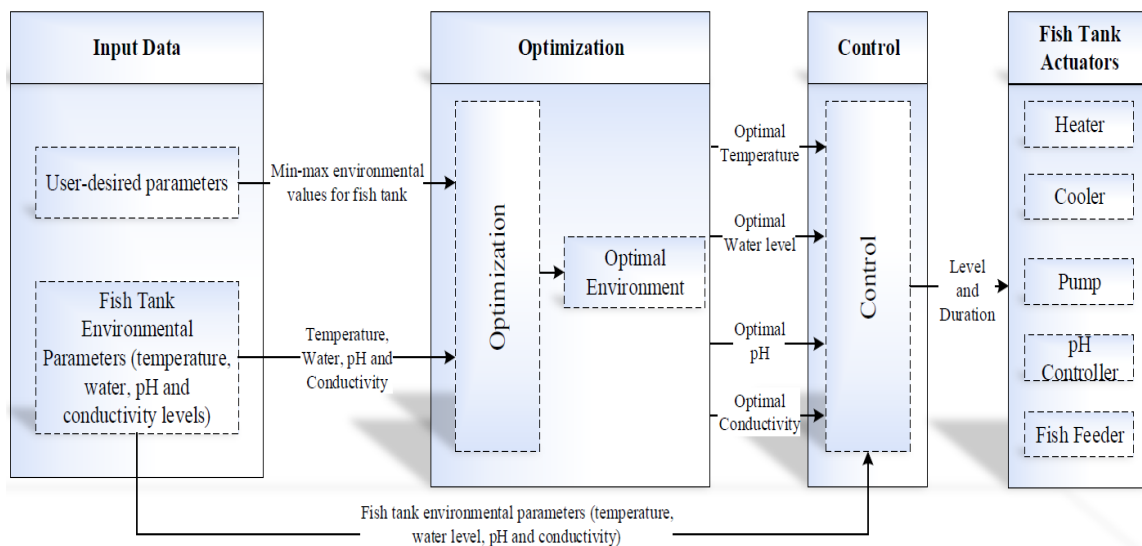 Input Data
User-desired parameters
Fish Tank
Environmental
Parameters (temperature,
water, pH and
conductivity levels)
Min-max environmental
values for fish tank
Temperature,
Water, pH and
Conductivity
Optimization
Optimization
Optimal
Environment
Optimal
Temperature
Optimal
Water level
Optimal
pH
Optimal
Conductivity
Control
Control
Level
and
Duration
Fish Tank
Actuators
Heater
Cooler
Pump
pH
Controller
Fish Feeder
Fish tank environmental parameters (temperature,
water level, pH and conductivity)